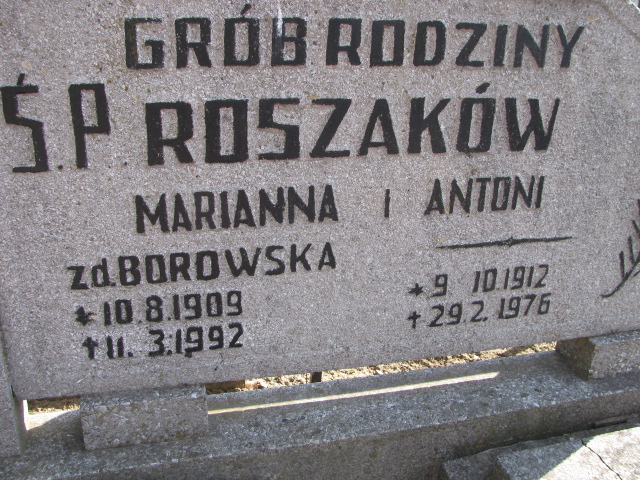 GRÓB RODZINY
Ś.P. ROSZAKÓW
MARIANNA i ANTONI
zd. BOROWSKA
* 10.8.1909
† 11. 3.1992
* 9 10.1912
† 29.2.1976